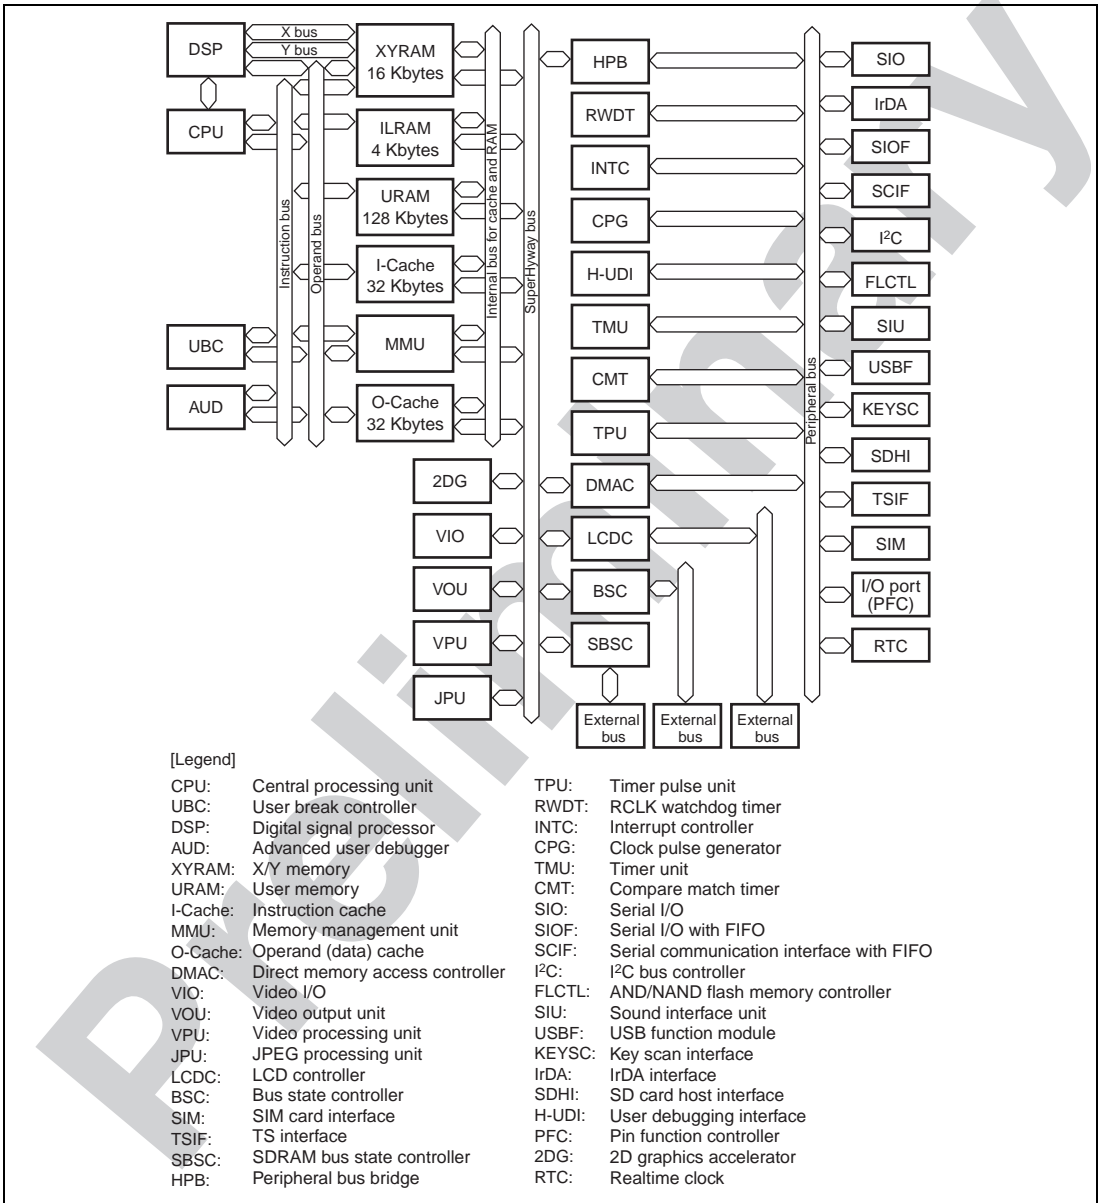 X bus
Y bus
DSP
XYRAM
16 Kbytes
CPU
ILRAM
4 Kbytes
URAM
128 Kbytes
I-Cache
32 Kbytes
UBC
MMU
AUD
O-Cache
32 Kbytes
Instruction bus
Operand bus
Internal bus for cache and RAM
SuperHyway bus
2DG
VIO
VOU
VPU
JPU
HPB
RWDT
INTC
CPG
H-UDI
TMU
CMT
TPU
DMAC
LCDC
BSC
SBSC
External
bus
External
bus
External
bus
Peripheral bus
SIO
IrDA
SIOF
SCIF
I²C
FLCTL
SIU
USBF
KEYSC
SDHI
TSIF
SIM
I/O port
(PFC)
RTC
[Legend]
CPU: Central processing unit
UBC: User break controller
DSP: Digital signal processor
AUD: Advanced user debugger
XYRAM: X/Y memory
URAM: User memory
I-Cache: Instruction cache
MMU: Memory management unit
O-Cache: Operand (data) cache
DMAC: Direct memory access controller
VIO: Video I/O
VOU: Video output unit
VPU: Video processing unit
JPU: JPEG processing unit
LCDC: LCD controller
BSC: Bus state controller
SIM: SIM card interface
TSIF: TS interface
SBSC: SDRAM bus state controller
HPB: Peripheral bus bridge
TPU: Timer pulse unit
RWDT: RCLK watchdog timer
INTC: Interrupt controller
CPG: Clock pulse generator
TMU: Timer unit
CMT: Compare match timer
SIO: Serial I/O
SIOF: Serial I/O with FIFO
SCIF: Serial communication interface with FIFO
I²C: I²C bus controller
FLCTL: AND/NAND flash memory controller
SIU: Sound interface unit
USBF: USB function module
KEYSC: Key scan interface
IrDA: IrDA interface
SDHI: SD card host interface
H-UDI: User debugging interface
PFC: Pin function controller
2DG: 2D graphics accelerator
RTC: Realtime clock
Preliminary